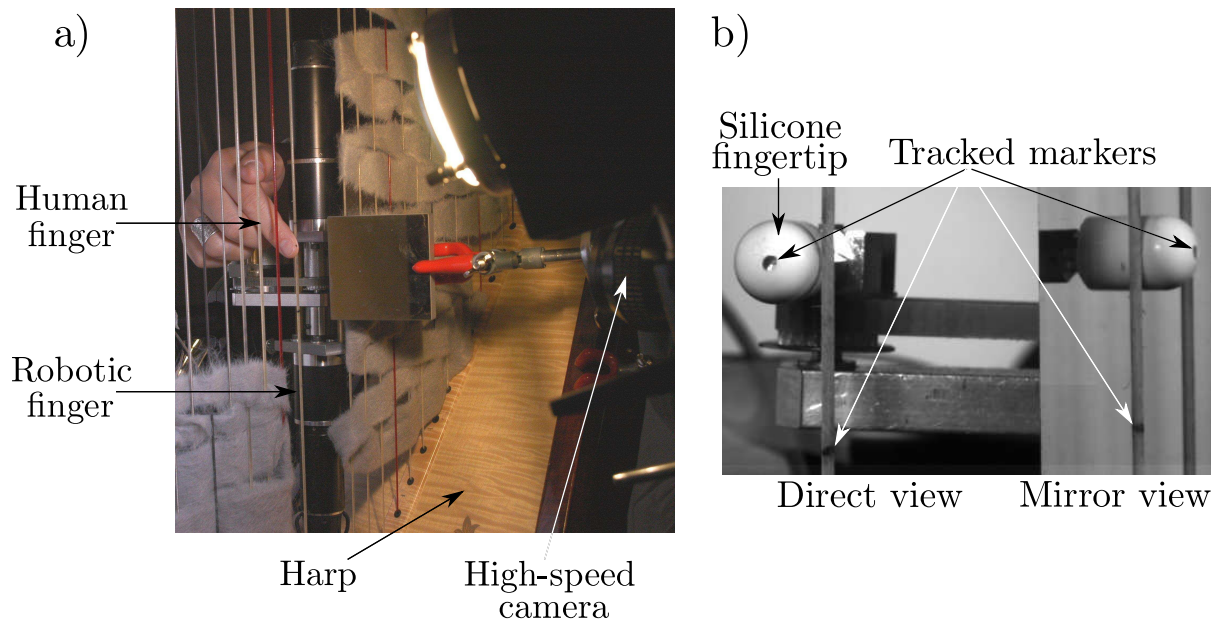 a)
Human
finger
Robotic
finger
Harp
High-speed
camera
b)
Silicone
fingertip
Tracked markers
Direct view
Mirror view